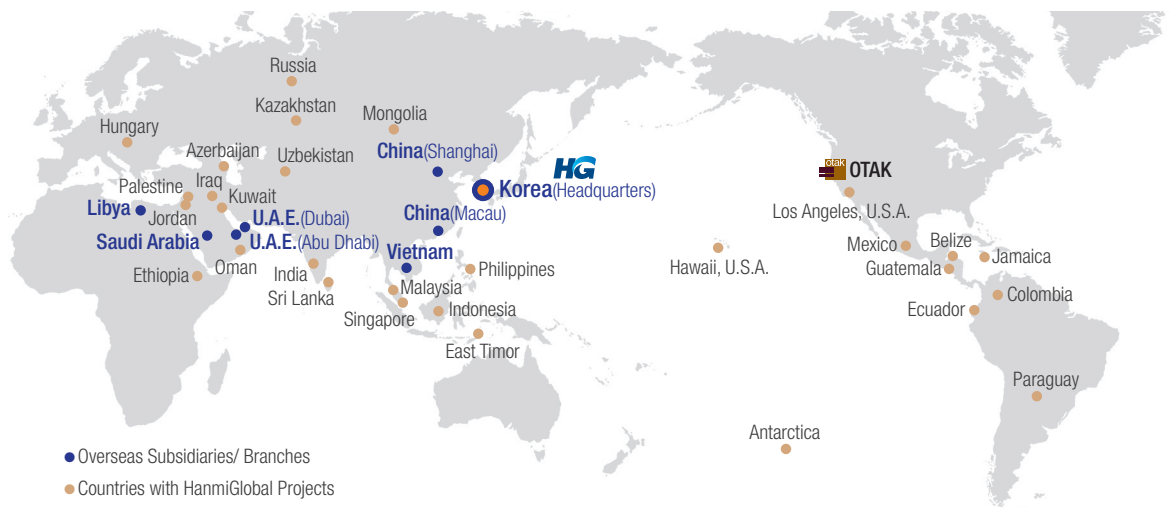 Russia
Kazakhstan
Mongolia
Hungary
Azerbaijan
Uzbekistan
China(Shanghai)
HG
otak
OTAK
Palestine
Iraq
Kuwait
Korea(Headquarters)
Los Angeles, U.S.A.
Libya
Jordan
U.A.E.(Dubai)
China(Macau)
Saudi Arabia
U.A.E.(Abu Dhabi)
Vietnam
Mexico
Belize
Jamaica
Oman
Ethiopia
India
Philippines
Hawaii, U.S.A.
Guatemala
Sri Lanka
Malaysia
Colombia
Singapore
Indonesia
Ecuador
East Timor
Paraguay
Antarctica
Overseas Subsidiaries/ Branches
Countries with HanmiGlobal Projects